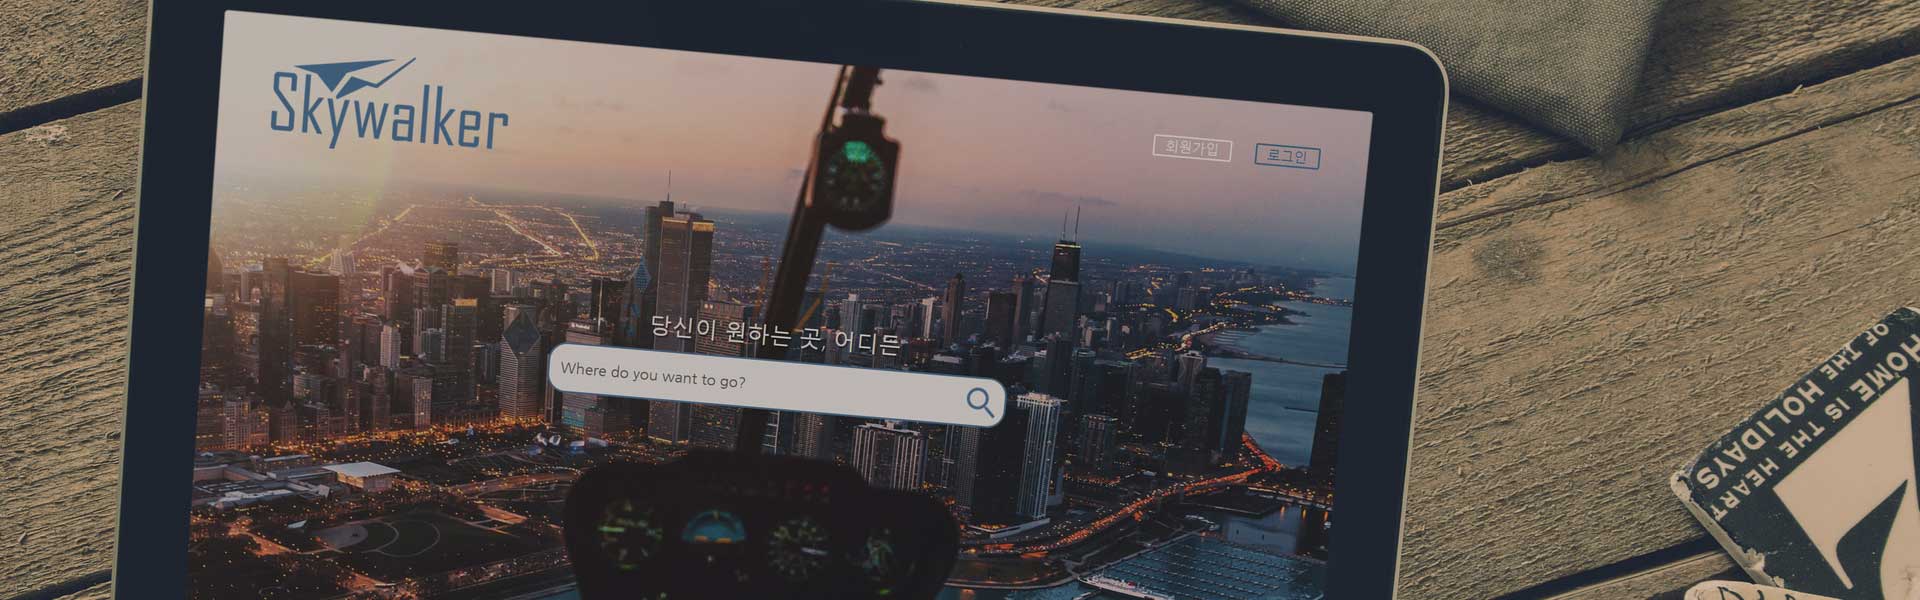 Skywalker
회원가입
로그인
당신이 원하는 곳, 어디든
Where do you want to go?
HOME IS THE HEART
OF THE HOLIDAYS